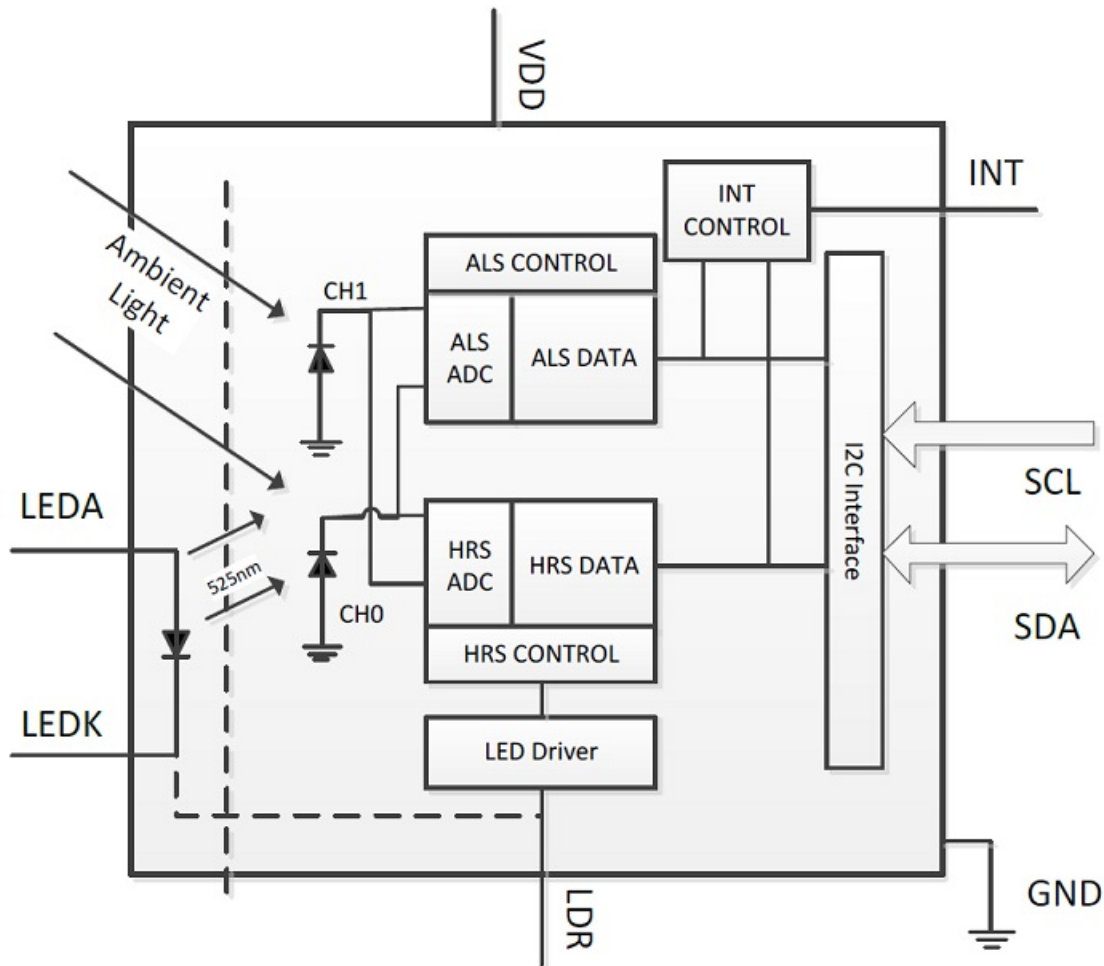 VDD
INT
INT
CONTROL
Ambient
Light
ALS CONTROL
CH1
ALS
ADC
ALS DATA
I2C Interface
SCL
LEDA
HRS
ADC
HRS DATA
525nm
CH0
SDA
HRS CONTROL
LEDK
LED Driver
GND
LDR